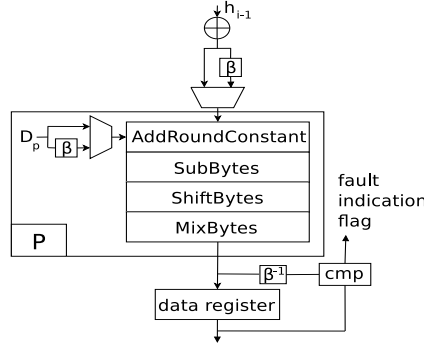 h i-1
β
D p
β
AddRoundConstant
SubBytes
ShiftBytes
MixBytes
P
fault
indication
flag
β-1
cmp
data register